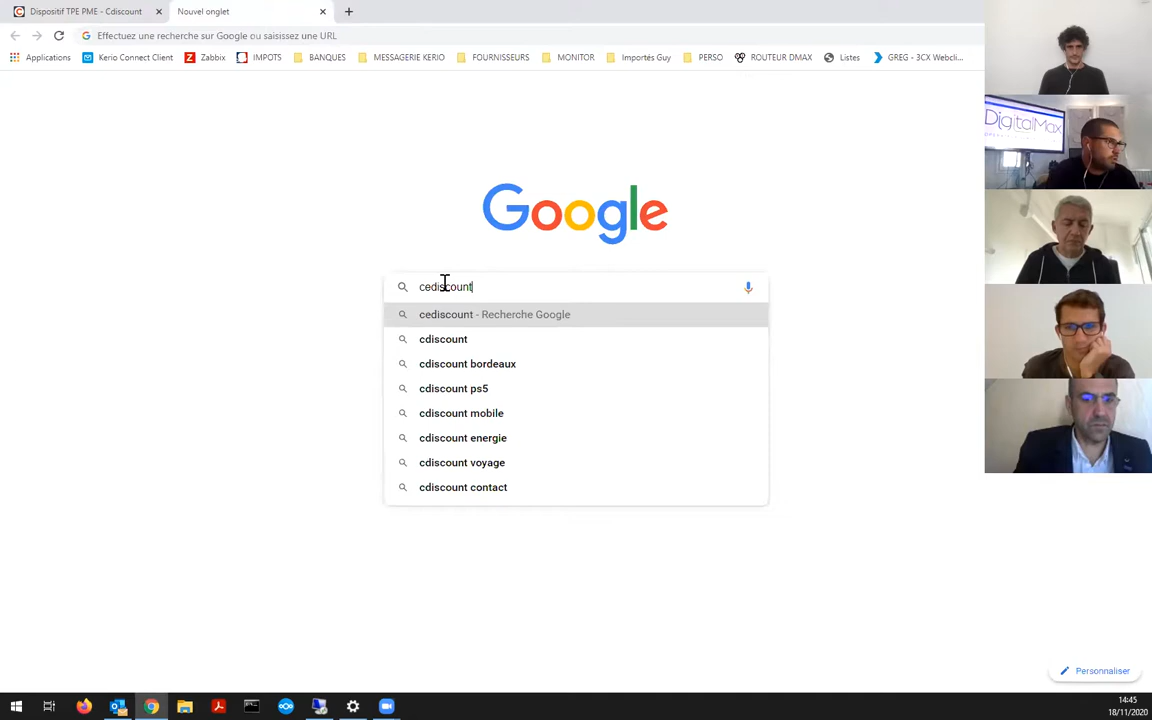 Dispositif TPE PME - Cdiscount
Nouvel onglet
Effectuez une recherche sur Google ou saisissez une URL
Applications Kerio Connect Client Zabbix IMPOTS BANQUES MESSAGERIE KERIO FOURNISSEURS MONITOR Importés Guy PERSO ROUTEUR DMAX Listes GREG - 3CX Webcli...
DigitalMax
Google
cediscount
cediscount - Recherche Google
cdiscount
cdiscount bordeaux
cdiscount ps5
cdiscount mobile
cdiscount energie
cdiscount voyage
cdiscount contact
Personnaliser
14:45
18/11/2020